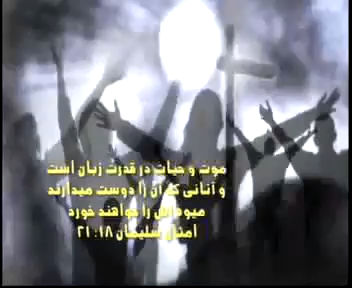 موت و حیات در قدرت زبان است
و آنانی که آن را دوست میدارند
میوه اش را خواهند خورد
امثال سلیمان ۱۸: ۲۱